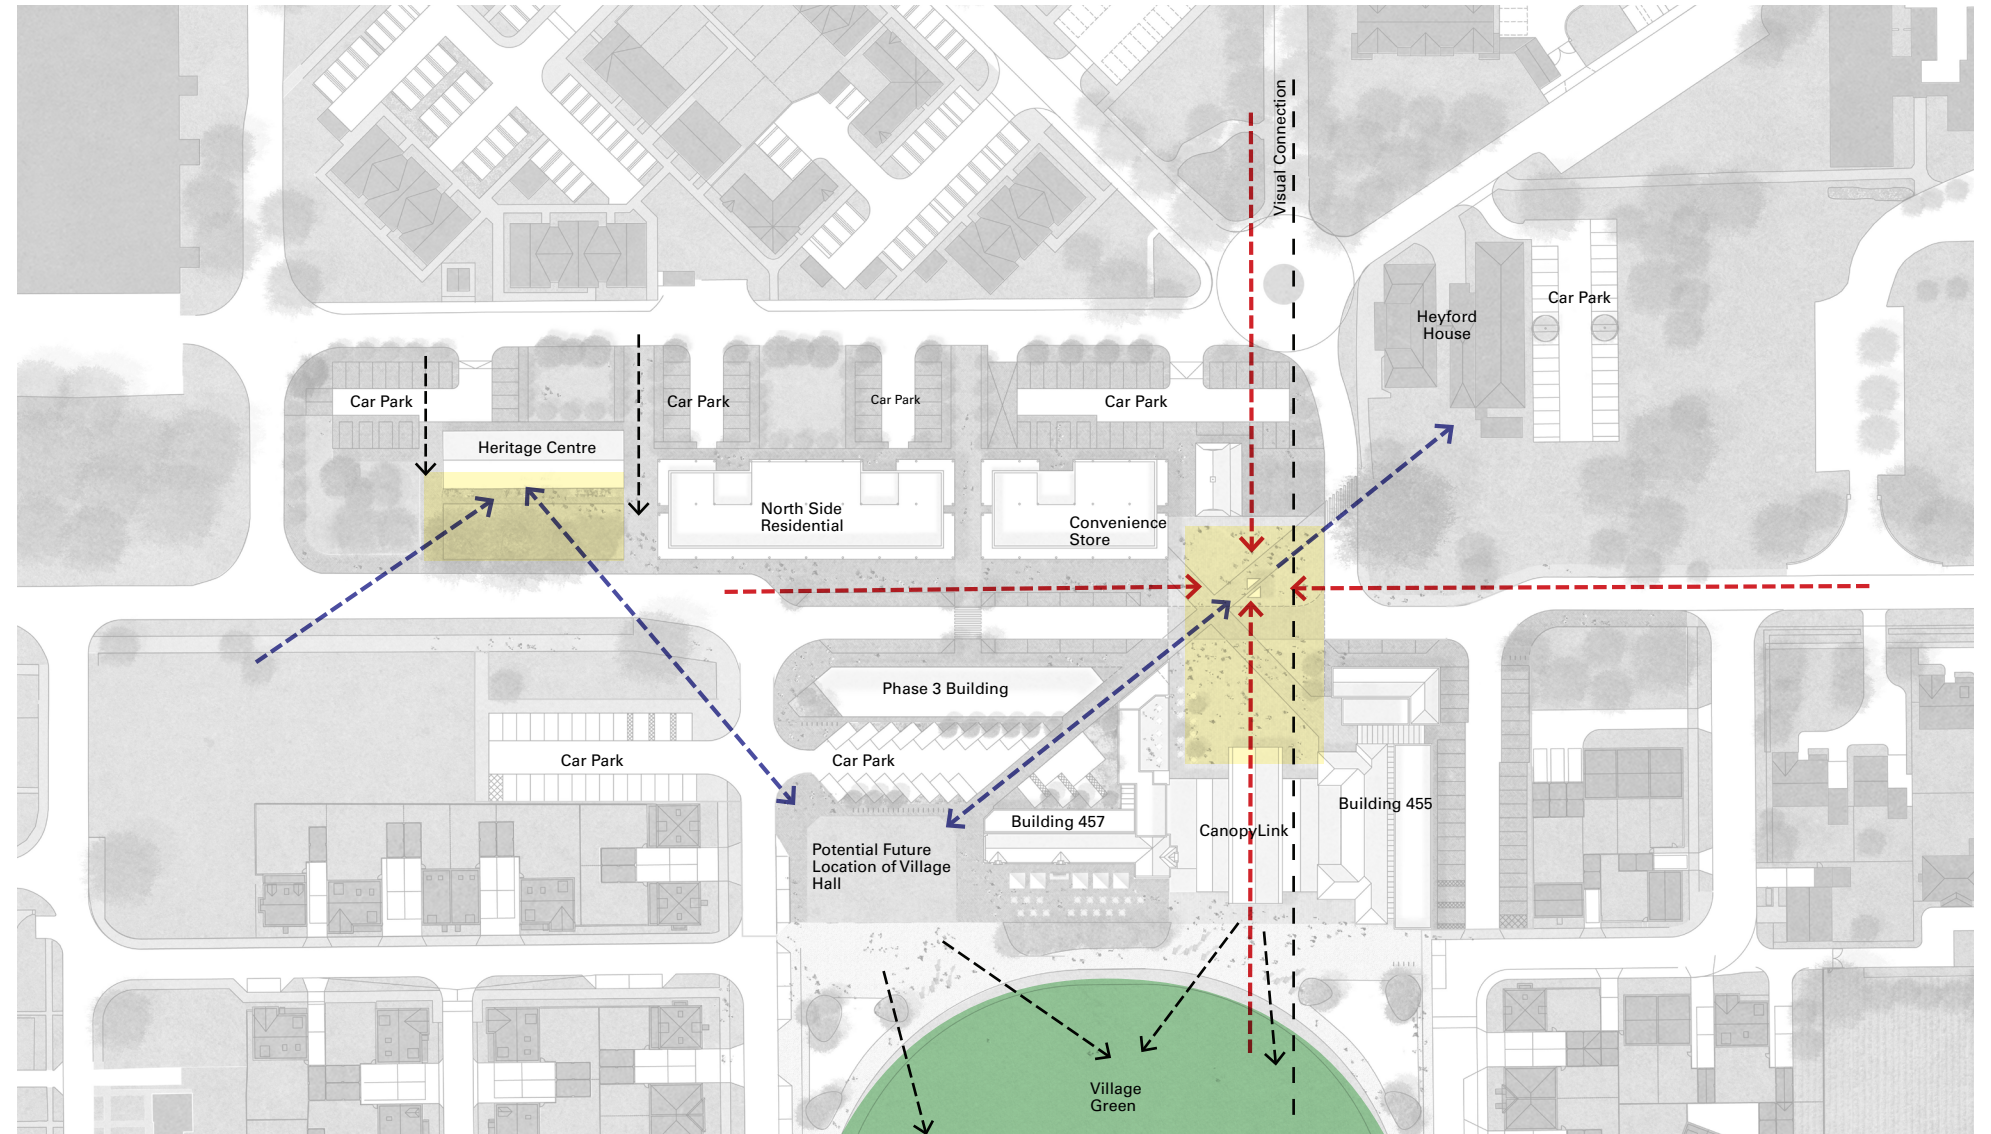 Visual Connection
Car Park
Heyford
House
Car Park
Car Park
Car Park
Car Park
Heritage Centre
North Side
Residential
Convenience
Store
Phase 3 Building
Car Park
Car Park
Building 457
CanopyLink
Building 455
Potential Future
Location of Village
Hall
Village
Green